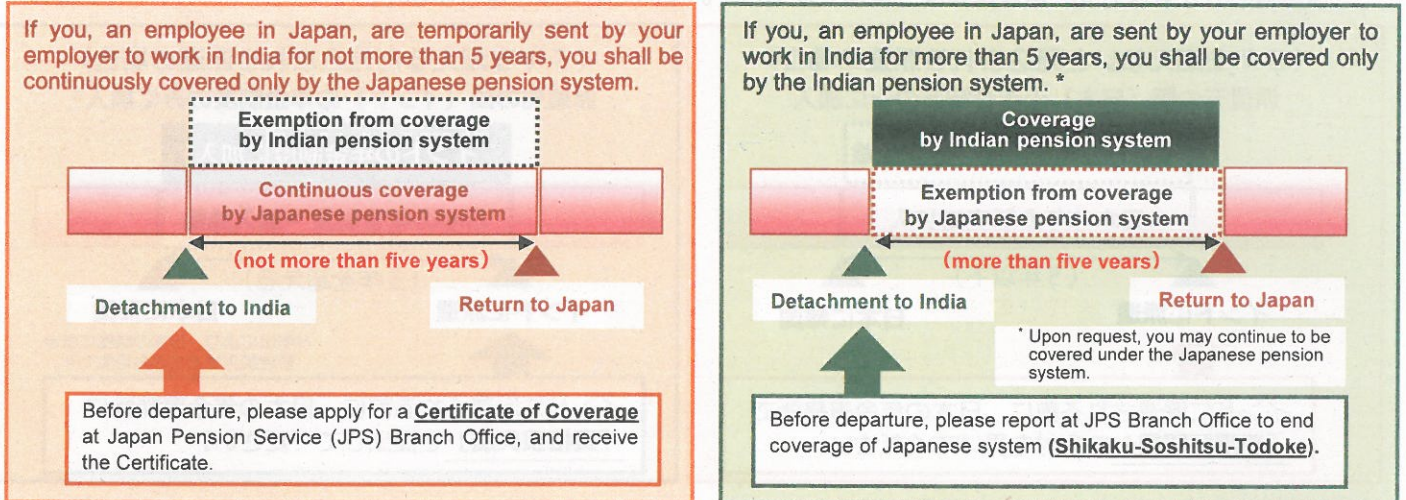 If you, an employee in Japan, are temporarily sent by your
employer to work in India for not more than 5 years, you shall be
continuously covered only by the Japanese pension system.
Exemption from coverage
by Indian pension system
Continuous coverage
by Japanese pension system
(not more than five years)
Detachment to India
Return to Japan
Before departure, please apply for a Certificate of Coverage
at Japan Pension Service (JPS) Branch Office, and receive
the Certificate.
If you, an employee in Japan, are sent by your employer to
work in India for more than 5 years, you shall be covered only
by the Indian pension system. *
Coverage
by Indian pension system
Exemption from coverage
by Japanese pension system
(more than five years)
Detachment to India
Return to Japan
* Upon request, you may continue to be
covered under the Japanese pension
system.
Before departure, please report at JPS Branch Office to end
coverage of Japanese system (Shikaku-Soshitsu-Todoke).